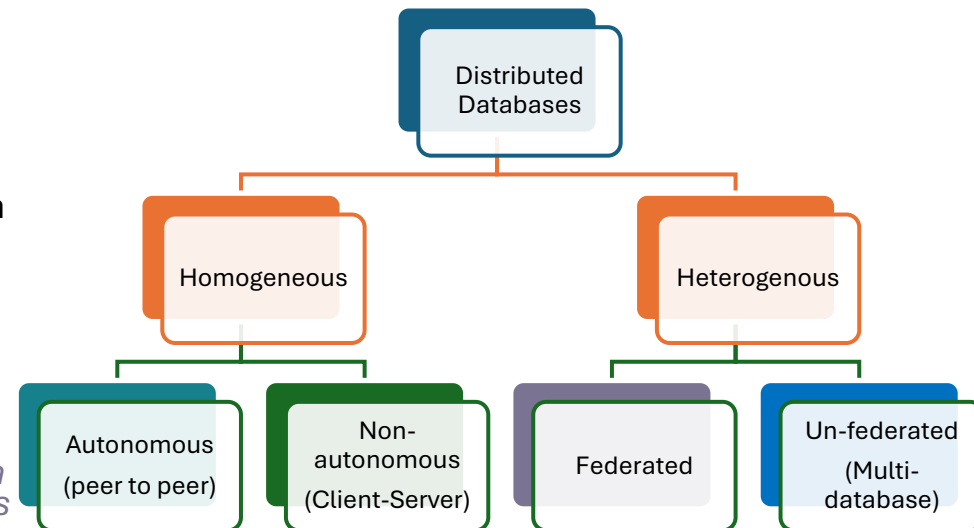 Distributed
Databases
Homogeneous
Heterogenous
Autonomous
(peer to peer)
Non-
autonomous
(Client-Server)
Federated
Un-federated
(Multi-
database)